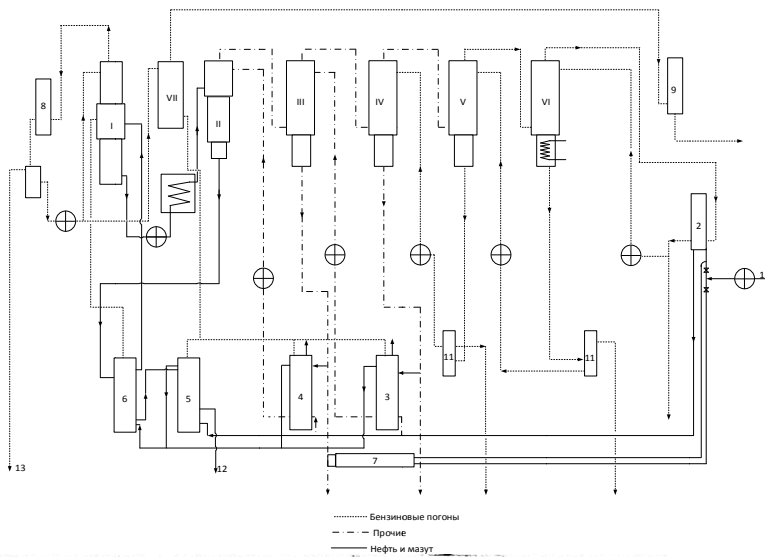 VII
II
III
IV
V
VI
8
I
9
2
1
11
11
6
5
4
3
7
13
12
Бензиновые погоны
Прочие
Нефть и мазут